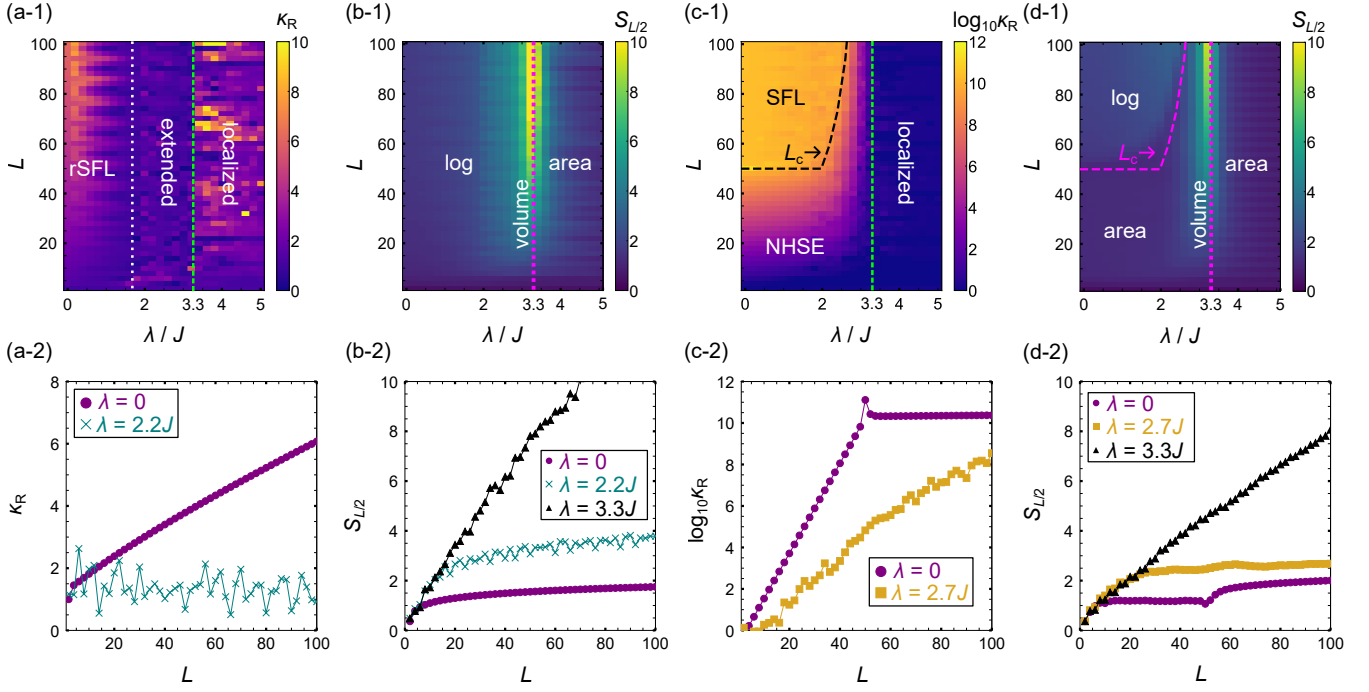 (a-1)
κR
10
8
6
4
2
0
100
80
60
40
20
L
rSFL
extended
localized
0
2
3.3
4
5
λ / J
(b-1)
SL/2
10
8
6
4
2
0
100
80
60
40
20
L
log
volume
area
0
2
3.3
4
5
λ / J
(c-1)
log10κR
12
10
8
6
4
2
0
100
80
60
40
20
L
SFL
Lc→
NHSE
localized
0
2
3.3
4
5
λ / J
(d-1)
SL/2
10
8
6
4
2
0
100
80
60
40
20
L
log
Lc→
area
volume
area
0
2
3.3
4
5
λ / J
(a-2)
8
6
4
2
0
κR
λ = 0
λ = 2.2J
20
40
60
80
100
L
(b-2)
10
8
6
4
2
0
SL/2
λ = 0
λ = 2.2J
λ = 3.3J
0
20
40
60
80
100
L
(c-2)
12
10
8
6
4
2
0
log10κR
λ = 0
λ = 2.7J
20
40
60
80
100
L
(d-2)
10
8
6
4
2
0
SL/2
λ = 0
λ = 2.7J
λ = 3.3J
0
20
40
60
80
100
L